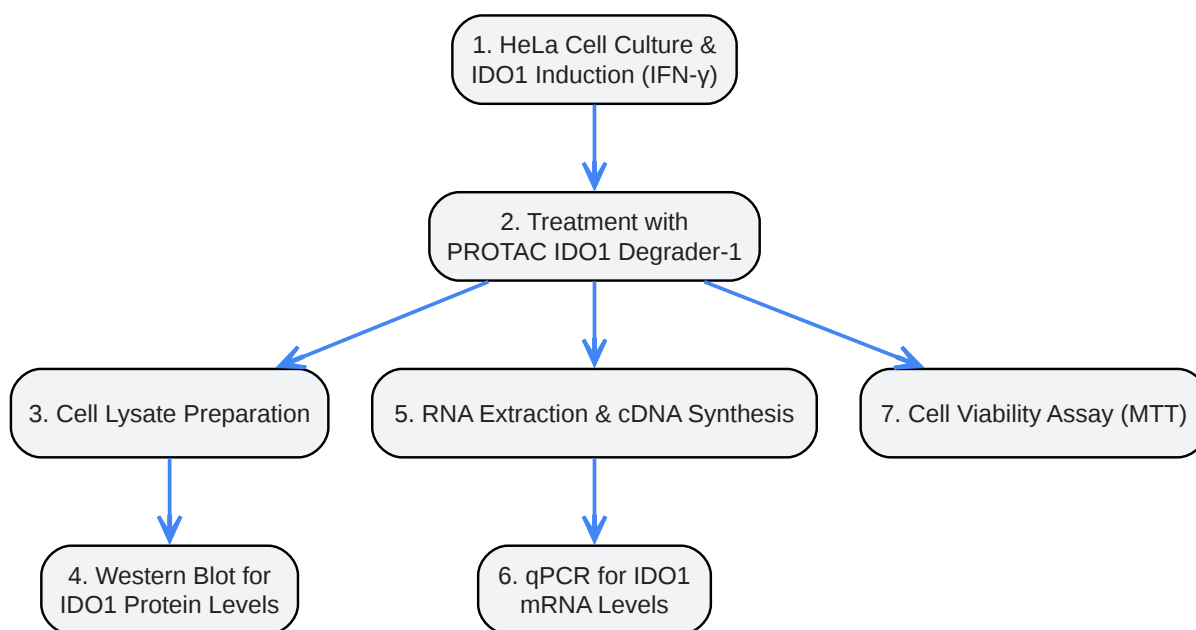 1. HeLa Cell Culture &
IDO1 Induction (IFN-γ)
2. Treatment with
PROTAC IDO1 Degrader-1
3. Cell Lysate Preparation
5. RNA Extraction & cDNA Synthesis
7. Cell Viability Assay (MTT)
4. Western Blot for
IDO1 Protein Levels
6. qPCR for IDO1
mRNA Levels